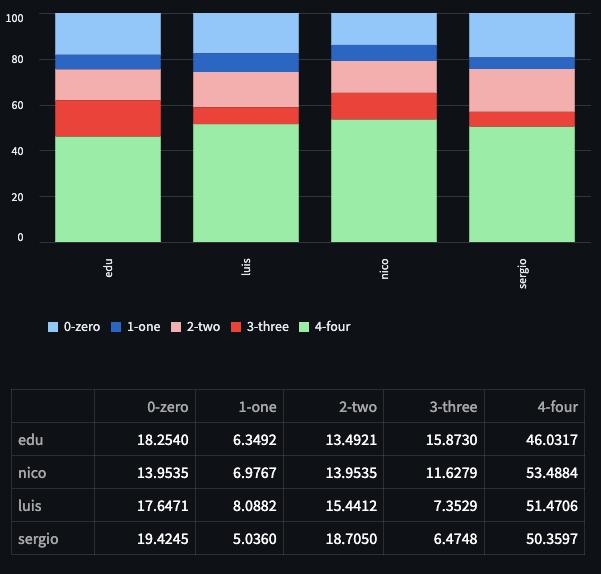 100
80
60
40
20
0
edu luis nico sergio
0-zero 1-one 2-two 3-three 4-four
0-zero 1-one 2-two 3-three 4-four
edu 18.2540 6.3492 13.4921 15.8730 46.0317
nico 13.9535 6.9767 13.9535 11.6279 53.4884
luis 17.6471 8.0882 15.4412 7.3529 51.4706
sergio 19.4245 5.0360 18.7050 6.4748 50.3597